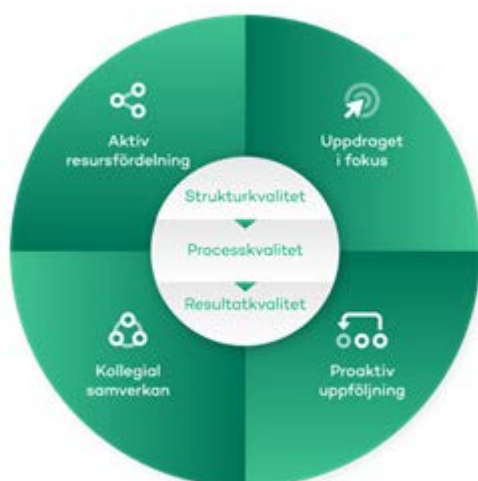 Aktiv
resursfördelning
Uppdraget
i fokus
Strukturkvalitet
Processkvalitet
Resultatkvalitet
Kollegial
samverkan
Proaktiv
uppföljning